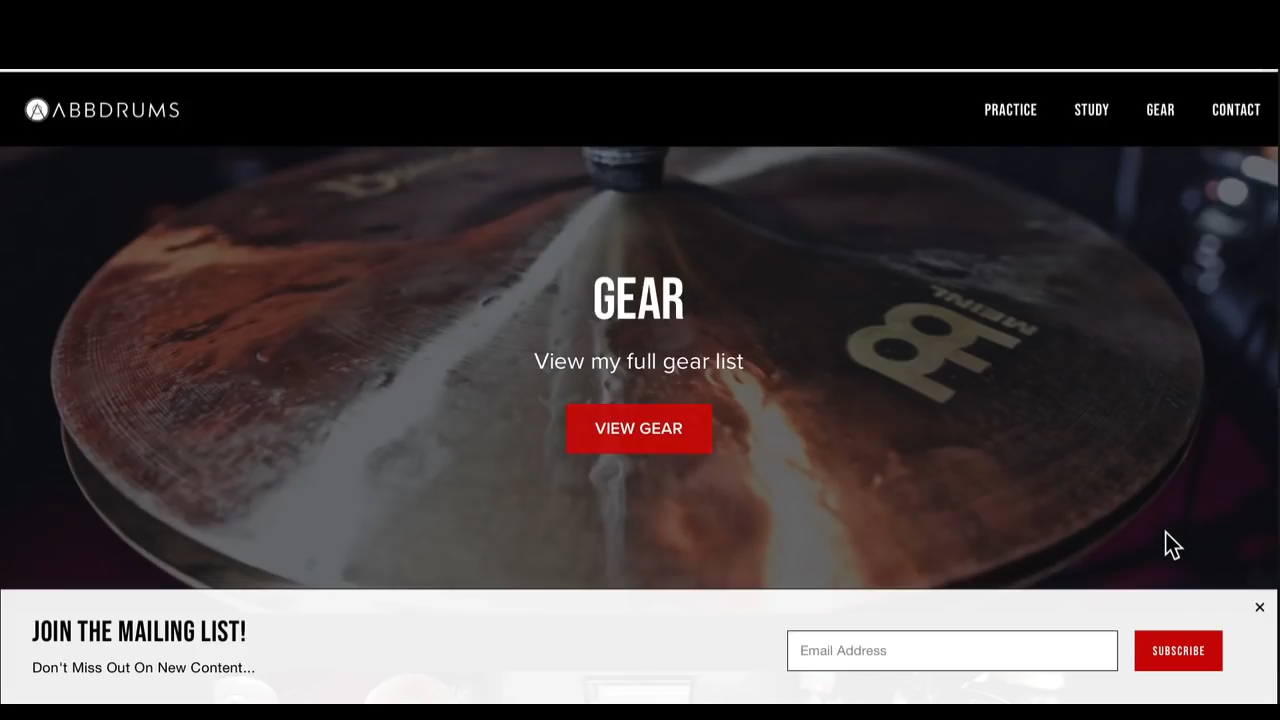 ABBDRUMS
PRACTICE STUDY GEAR CONTACT
MEINL
GEAR
View my full gear list
VIEW GEAR
JOIN THE MAILING LIST!
Don't Miss Out On New Content...
Email Address
SUBSCRIBE